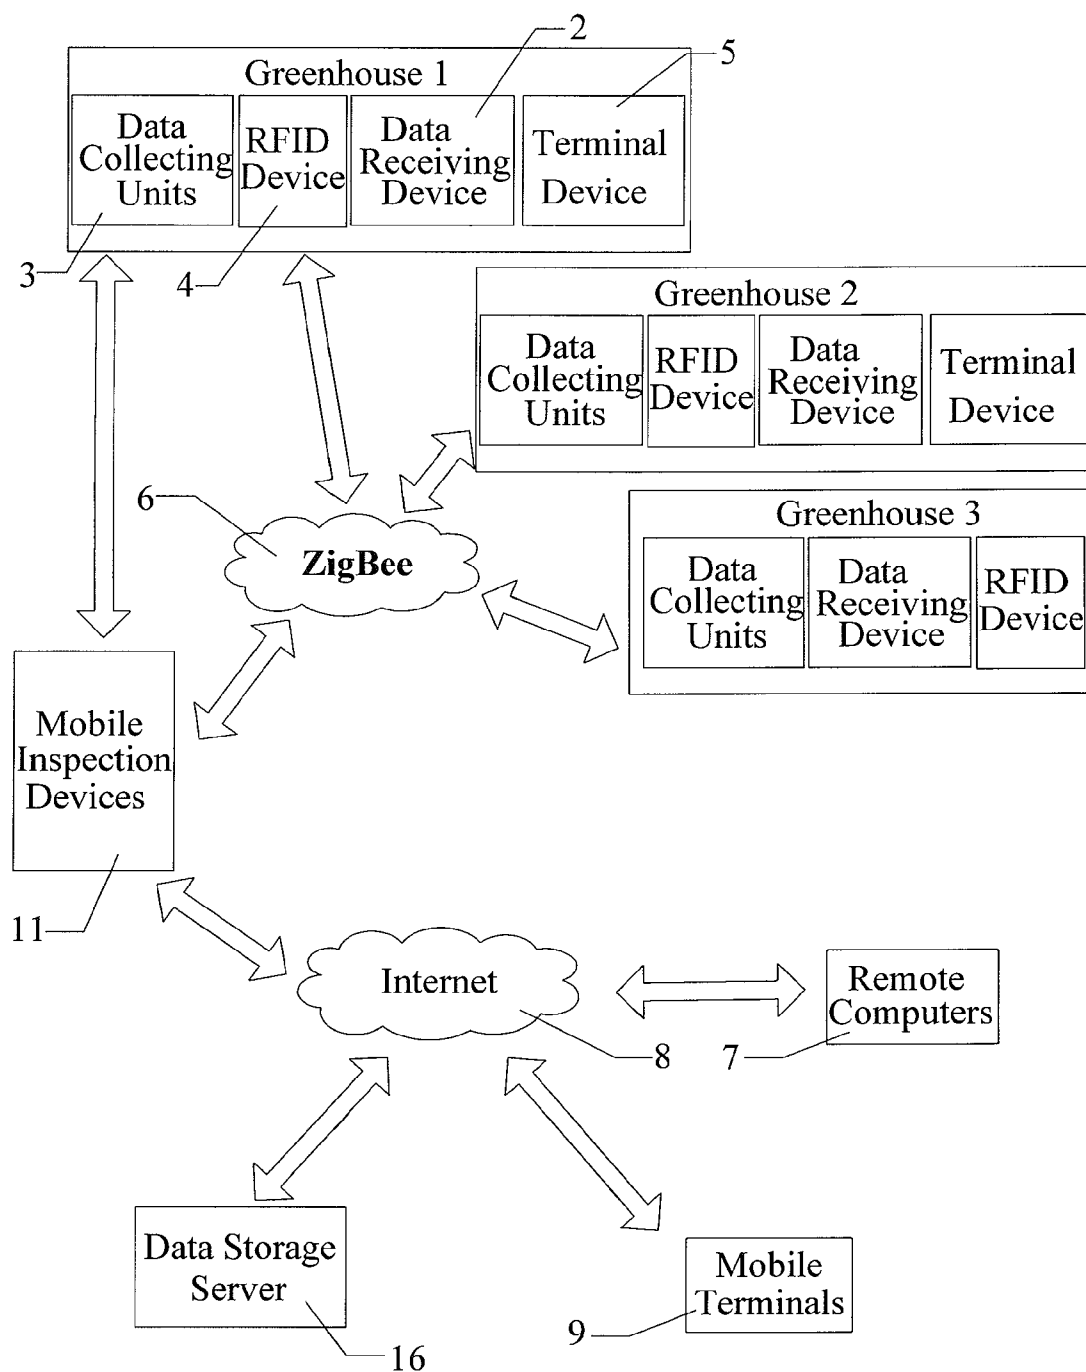 2
5
Greenhouse 1
Data
Collecting
Units
RFID
Device
Data
Receiving
Device
Terminal
Device
3
4
Greenhouse 2
Data
Collecting
Units
RFID
Device
Data
Receiving
Device
Terminal
Device
6
ZigBee
Greenhouse 3
Data
Collecting
Units
Data
Receiving
Device
RFID
Device
Mobile
Inspection
Devices
11
Internet
8
Remote
Computers
7
Data Storage
Server
16
Mobile
Terminals
9